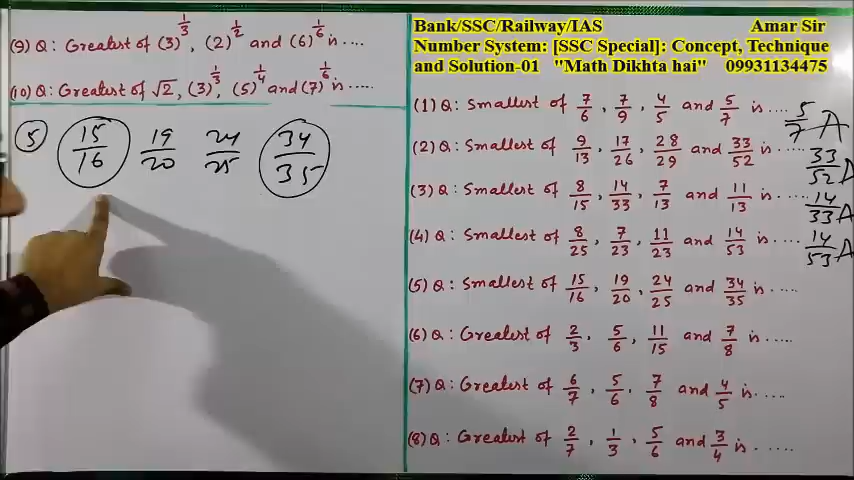 (9) Q: Greatest of (3)^1/3, (2)^1/2 and (6)^1/6 is ....
(10) Q: Greatest of √2, (3)^1/3, (5)^1/4 and (7)^1/6 is .....
(5) 15/16 19/20 24/25 34/35
Bank/SSC/Railway/IAS Amar Sir
Number System: [SSC Special]: Concept, Technique
and Solution-01 "Math Dikhta hai" 09931134475
(1) Q: Smallest of 7/6, 7/9, 4/5 and 5/7 is .... 5/7 A
(2) Q: Smallest of 9/13, 17/26, 28/29 and 33/52 is ..... 33/52 A
(3) Q: Smallest of 8/15, 14/33, 7/13 and 11/13 is ..... 14/33 A
(4) Q: Smallest of 8/25, 7/23, 11/23 and 14/53 is ..... 14/53 A
(5) Q: Smallest of 15/16, 19/20, 24/25 and 34/35 is .....
(6) Q: Greatest of 2/3, 5/6, 11/15 and 7/8 is .....
(7) Q: Greatest of 6/7, 5/6, 7/8 and 4/5 is .....
(8) Q: Greatest of 2/7, 1/3, 5/6 and 3/4 is ......